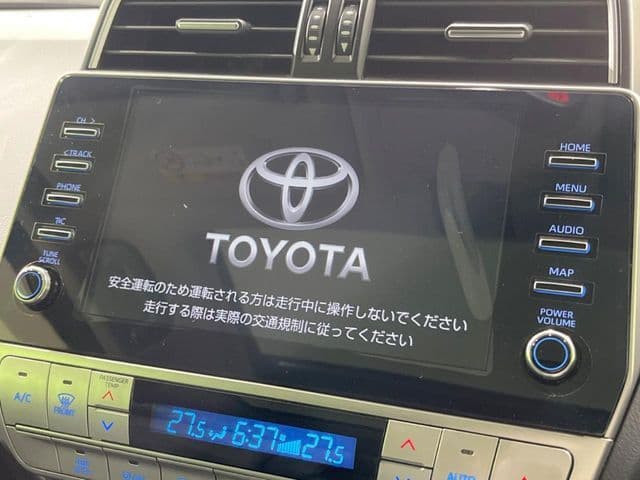 CH >
HOME
< TRACK
MENU
PHONE
AUDIO
T/C
MAP
TUNE
SCROLL
POWER
VOLUME
TOYOTA
安全運転のため運転される方は走行中に操作しないでください
走行する際は実際の交通規制に従ってください
A/C
FRONT
PASSENGER
TEMP
27.5
6:37
27.5
AUTO